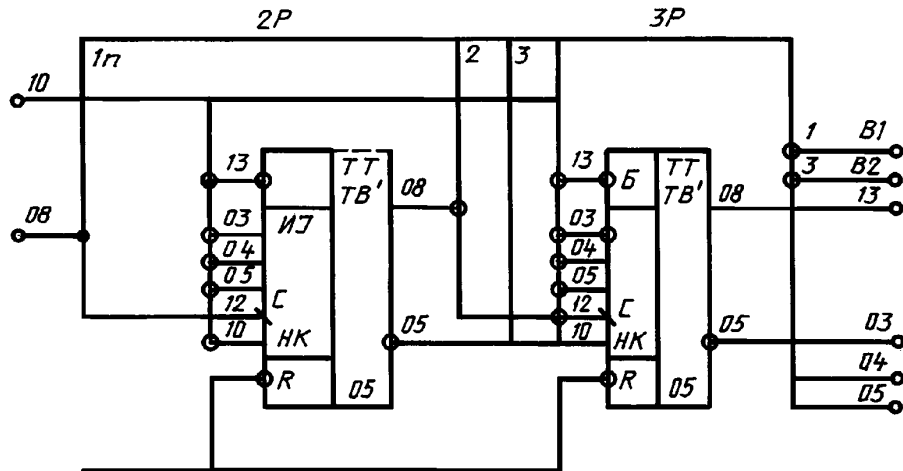 2Р 3Р
1п 2 3
10
1 В1
13 ТТ 13 Б ТТ 3 В2
ТВ' 08 ТВ' 08 13
08 03 ИЭ 03
04 04
05 05
12 С 12 С
10 НК 05 10 НК 05 03
R 05 R 05 04
05